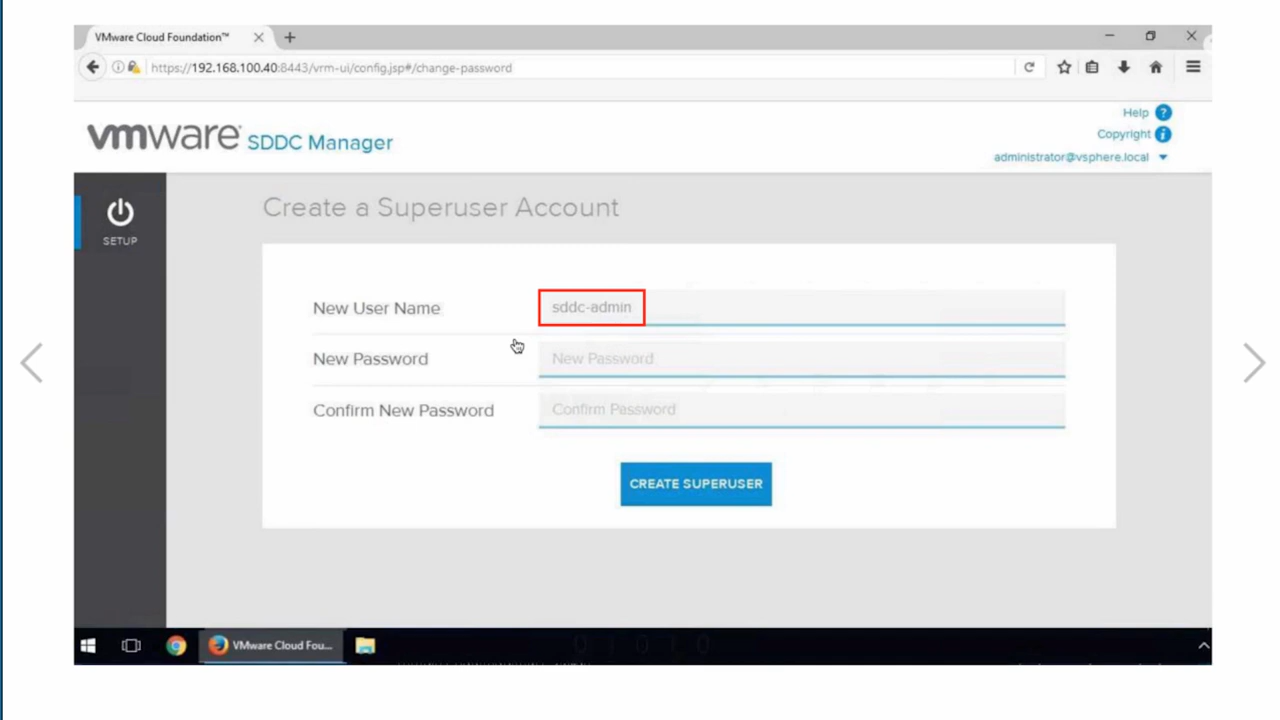 VMware Cloud Foundation™
https://192.168.100.40:8443/vrm-ui/config.jsp#/change-password
Help ?
vmware SDDC Manager
Copyright i
administrator@vsphere.local
SETUP
Create a Superuser Account
New User Name
sddc-admin
New Password
New Password
Confirm New Password
Confirm Password
CREATE SUPERUSER
VMware Cloud Fou...